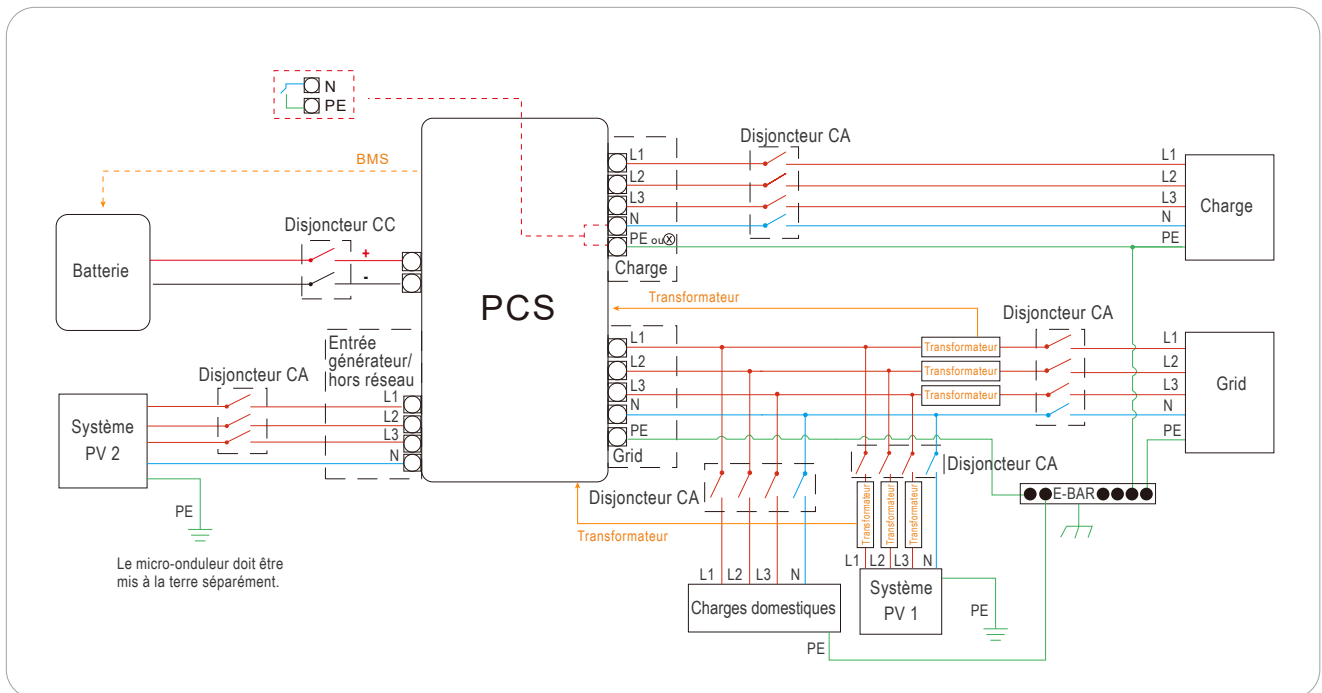 N
PE
BMS
Disjoncteur CA
L1
L2
L3
N
PE ou
Charge
L1
L2
L3
N
PE
Charge
Batterie
Disjoncteur CC
+
-
PCS
Transformateur
Disjoncteur CA
Entrée
générateur/
hors réseau
L1
L2
L3
N
Disjoncteur CA
Système
PV 2
PE
Le micro-onduleur doit être
mis à la terre séparément.
L1
L2
L3
N
PE
Grid
Transformateur
Transformateur
Transformateur
L1
L2
L3
N
PE
Grid
Disjoncteur CA
Disjoncteur CA
Transformateur
Transformateur
Transformateur
Transformateur
E-BAR
L1
L2
L3
N
Charges domestiques
PE
L1
L2
L3
N
Système
PV 1
PE